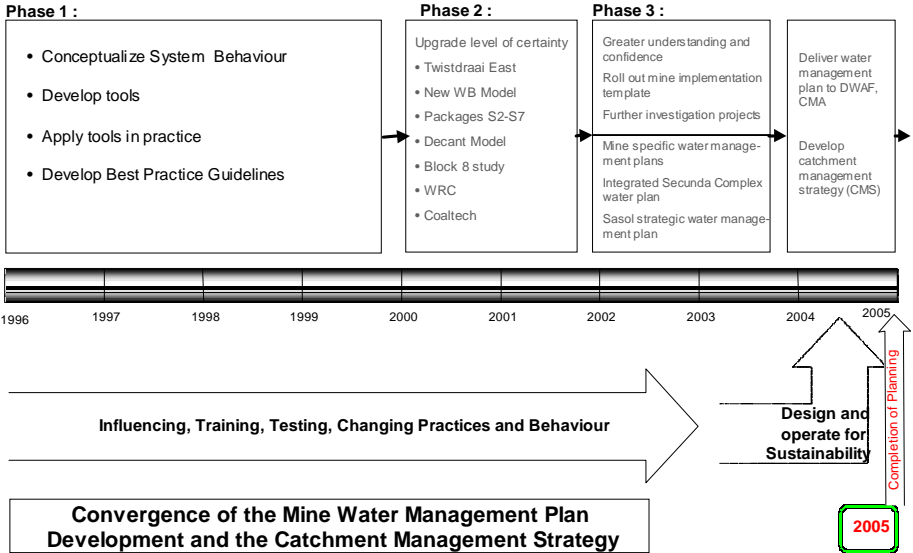 Phase 1 :
• Conceptualize System Behaviour
• Develop tools
• Apply tools in practice
• Develop Best Practice Guidelines
Phase 2 :
Upgrade level of certainty
• Twistdraai East
• New WB Model
• Packages S2-S7
• Decant Model
• Block 8 study
• WRC
• Coaltech
Phase 3 :
Greater understanding and
confidence
Roll out mine implementation
template
Further investigation projects
Mine specific water manage-
ment plans
Integrated Secunda Complex
water plan
Sasol strategic water manage-
ment plan
Deliver water
management
plan to DWAF,
CMA
Develop
catchment
management
strategy (CMS)
1996 1997 1998 1999 2000 2001 2002 2003 2004 2005
Influencing, Training, Testing, Changing Practices and Behaviour
Design and
operate for
Sustainability
Completion of Planning
Convergence of the Mine Water Management Plan
Development and the Catchment Management Strategy
2005